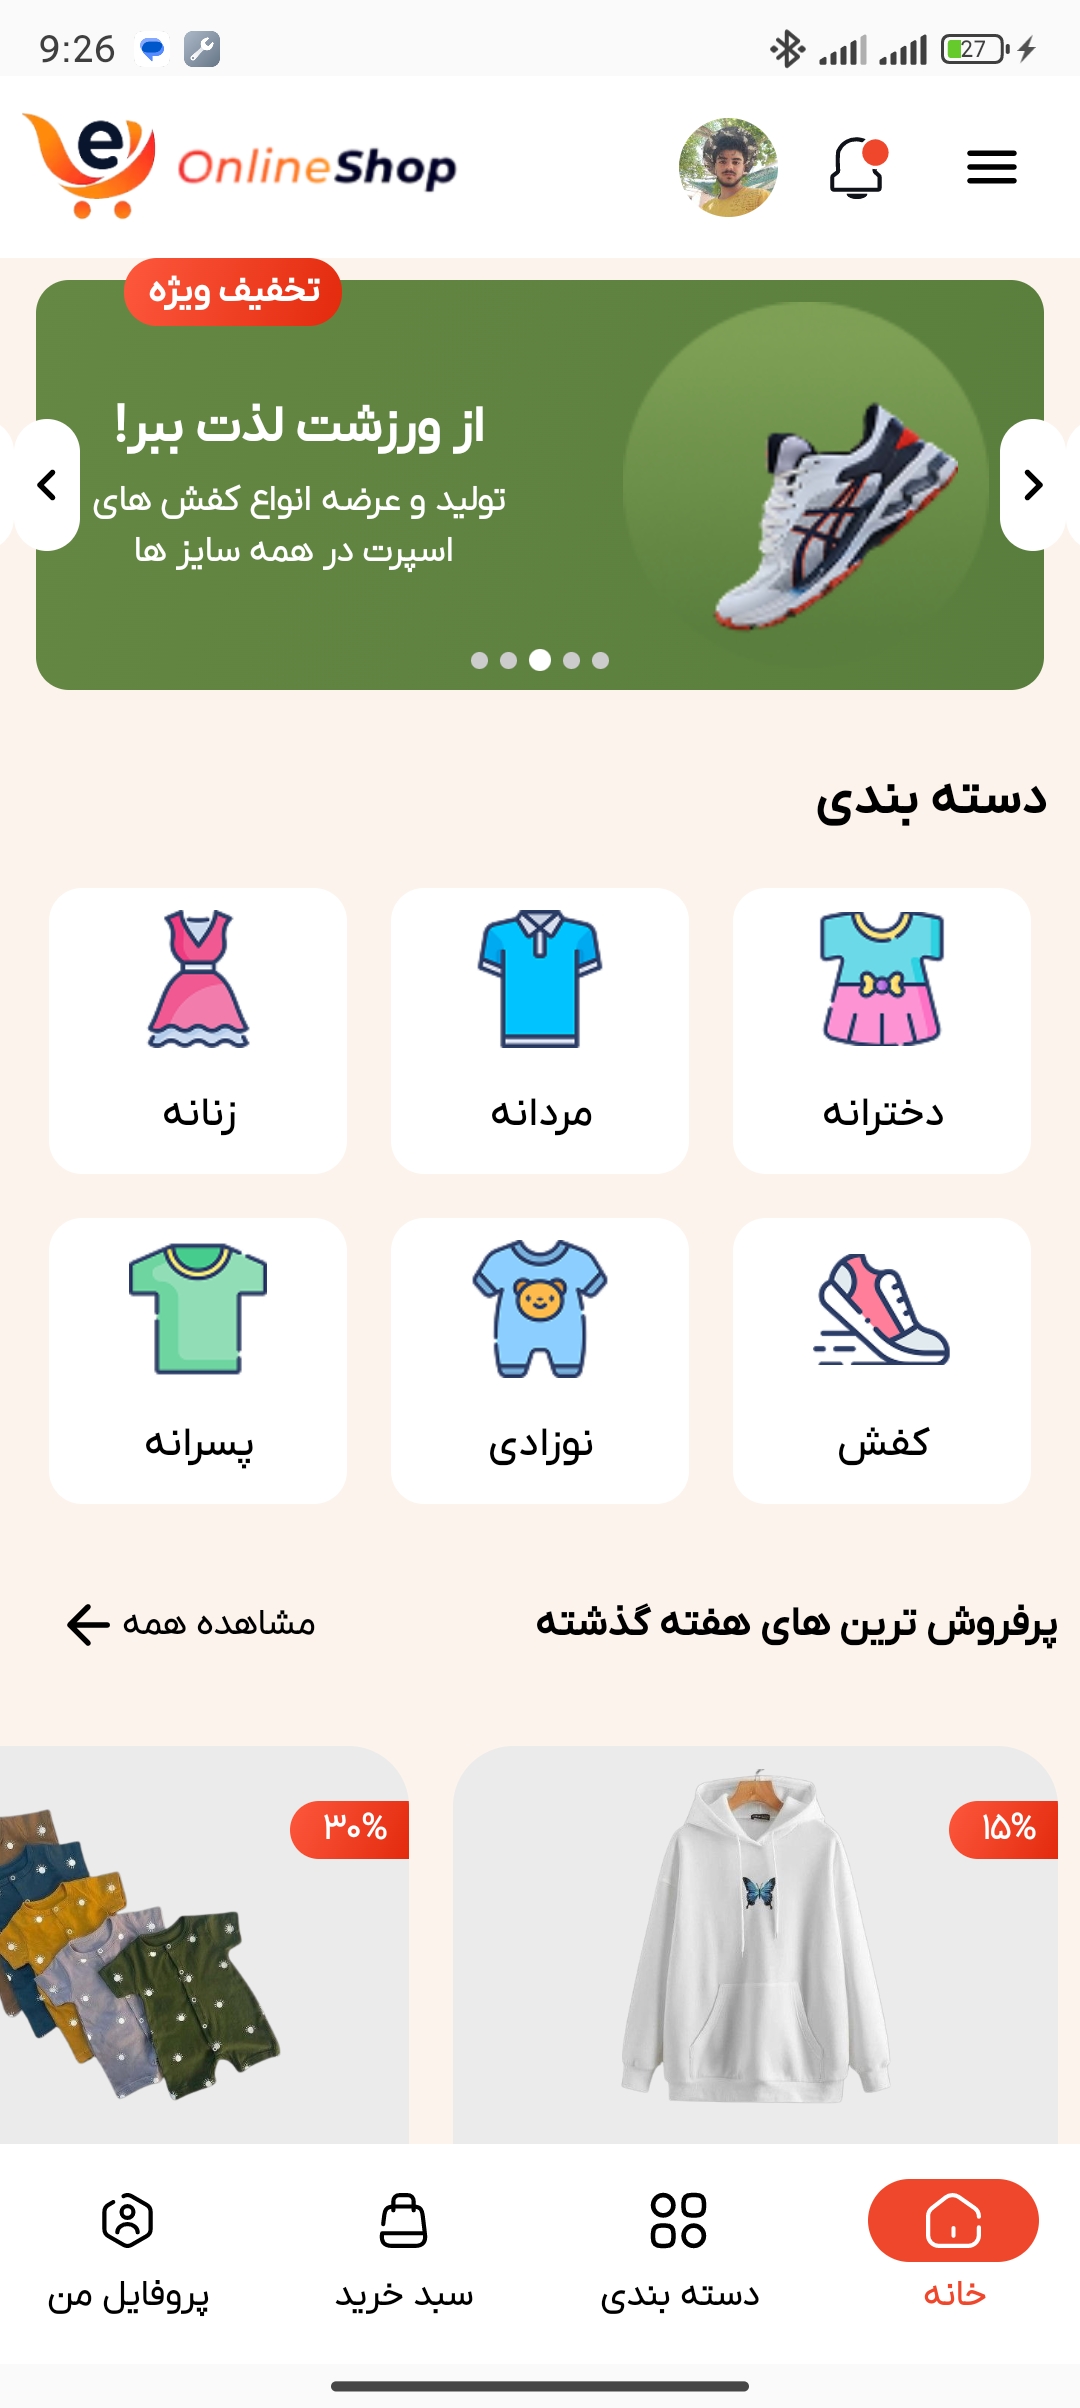 9:26
27
e OnlineShop
تخفیف ویژه
از ورزشت لذت ببر!
تولید و عرضه انواع کفش های
اسپرت در همه سایز ها
دسته بندی
دخترانه
مردانه
زنانه
کفش
نوزادی
پسرانه
پرفروش ترین های هفته گذشته
مشاهده همه
۱۵%
۳۰%
خانه
دسته بندی
سبد خرید
پروفایل من